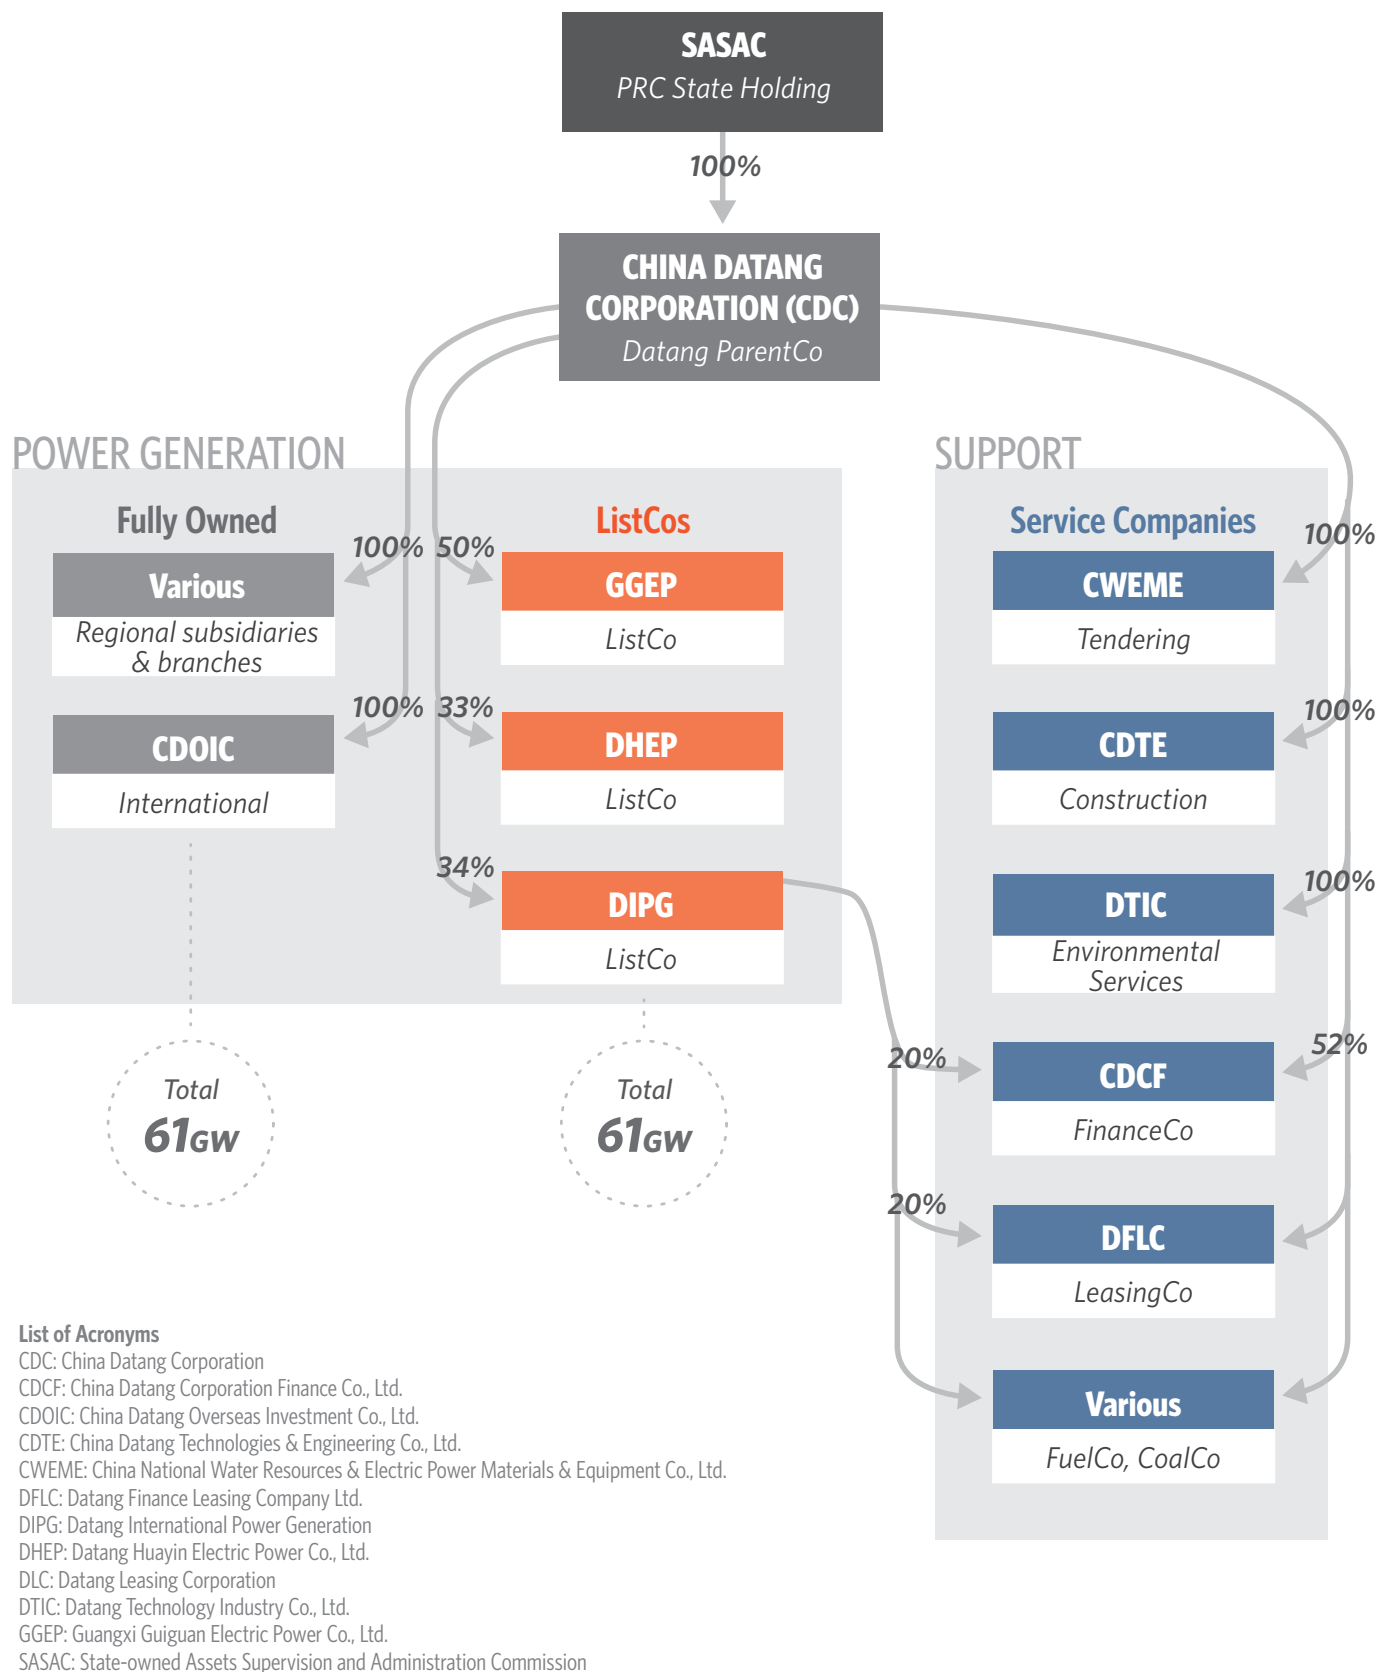 SASAC
PRC State Holding
100%
CHINA DATANG
CORPORATION (CDC)
Datang ParentCo
POWER GENERATION
Fully Owned
100%
Various
Regional subsidiaries
& branches
100%
CDOIC
International
Total
61GW
ListCos
50%
GGEP
ListCo
33%
DHEP
ListCo
34%
DIPG
ListCo
Total
61GW
SUPPORT
Service Companies
100%
CWEME
Tendering
100%
CDTE
Construction
100%
DTIC
Environmental
Services
20%
52%
CDCF
FinanceCo
20%
DFLC
LeasingCo
Various
FuelCo, CoalCo
List of Acronyms
CDC: China Datang Corporation
CDCF: China Datang Corporation Finance Co., Ltd.
CDOIC: China Datang Overseas Investment Co., Ltd.
CDTE: China Datang Technologies & Engineering Co., Ltd.
CWEME: China National Water Resources & Electric Power Materials & Equipment Co., Ltd.
DFLC: Datang Finance Leasing Company Ltd.
DIPG: Datang International Power Generation
DHEP: Datang Huayin Electric Power Co., Ltd.
DLC: Datang Leasing Corporation
DTIC: Datang Technology Industry Co., Ltd.
GGEP: Guangxi Guiguan Electric Power Co., Ltd.
SASAC: State-owned Assets Supervision and Administration Commission